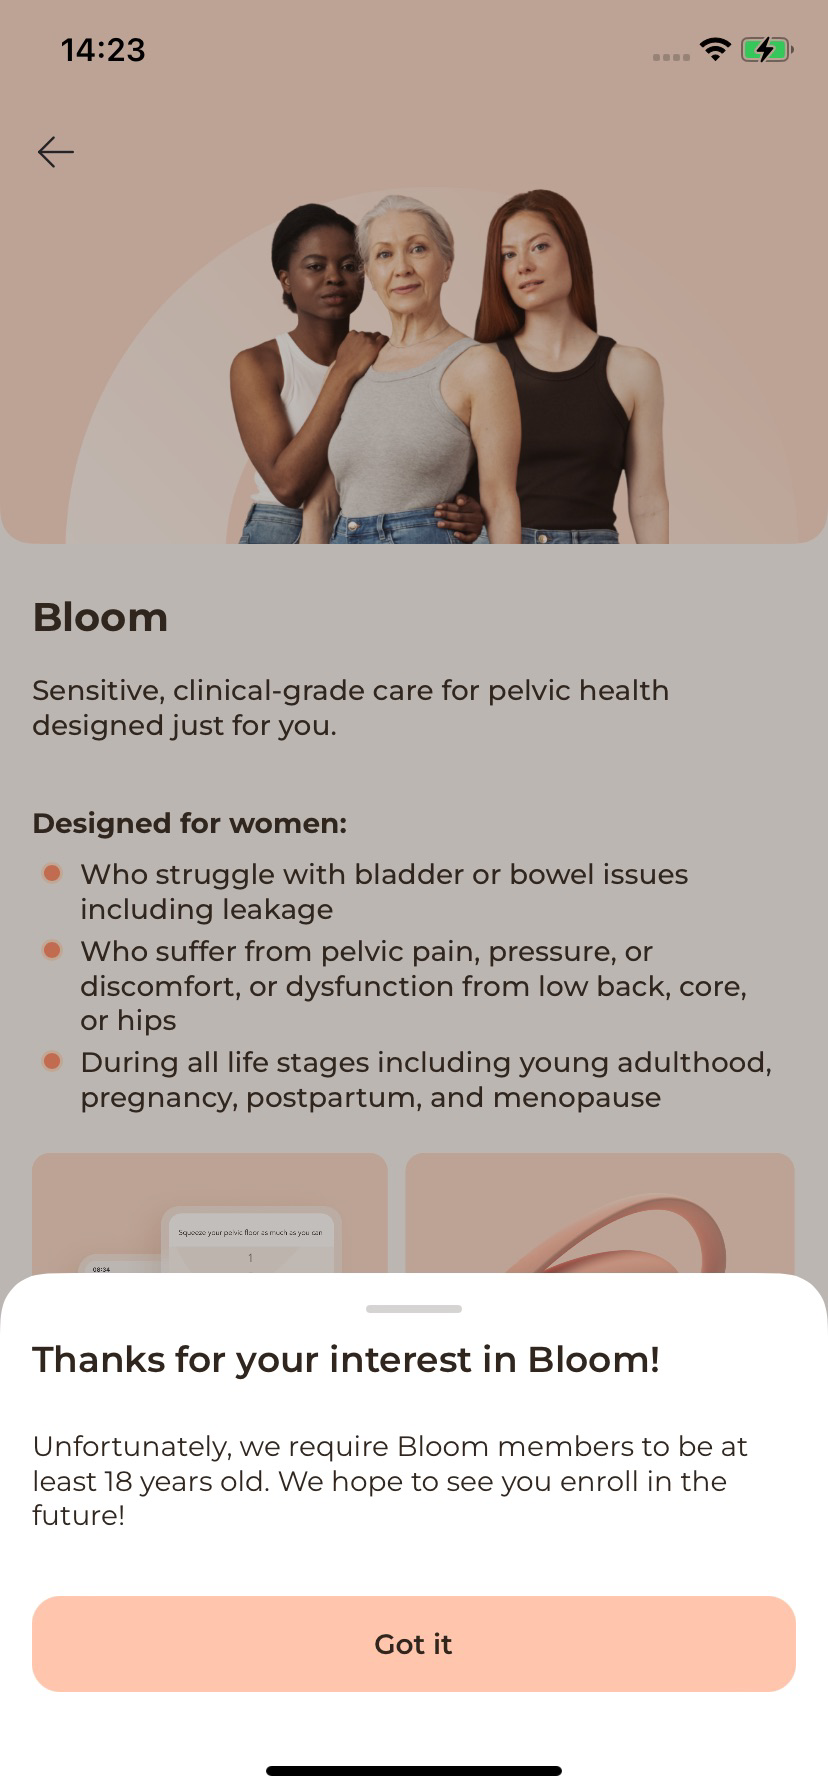 14:23
Bloom
Sensitive, clinical-grade care for pelvic health
designed just for you.
Designed for women:
Who struggle with bladder or bowel issues
including leakage
Who suffer from pelvic pain, pressure, or
discomfort, or dysfunction from low back, core,
or hips
During all life stages including young adulthood,
pregnancy, postpartum, and menopause
Squeeze your pelvic floor as much as you can
1
08:34
Thanks for your interest in Bloom!
Unfortunately, we require Bloom members to be at
least 18 years old. We hope to see you enroll in the
future!
Got it